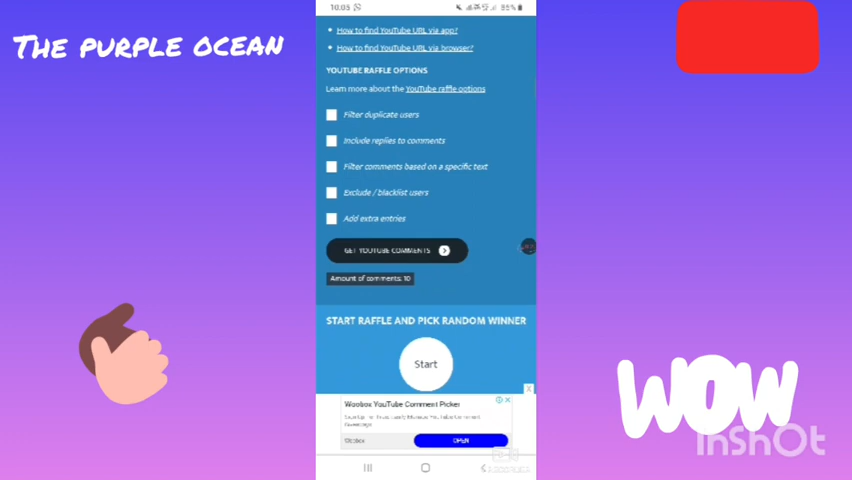 THE PURPLE OCEAN
10:03
85%
How to find YouTube URL via app?
How to find YouTube URL via browser?
YOUTUBE RAFFLE OPTIONS
Learn more about the YouTube raffle options
Filter duplicate users
Include replies to comments
Filter comments based on a specific text
Exclude / blacklist users
Add extra entries
GET YOUTUBE COMMENTS
Amount of comments: 10
START RAFFLE AND PICK RANDOM WINNER
Start
X
Woobox YouTube Comment Picker
Woobox
OPEN
WOW
InShOt